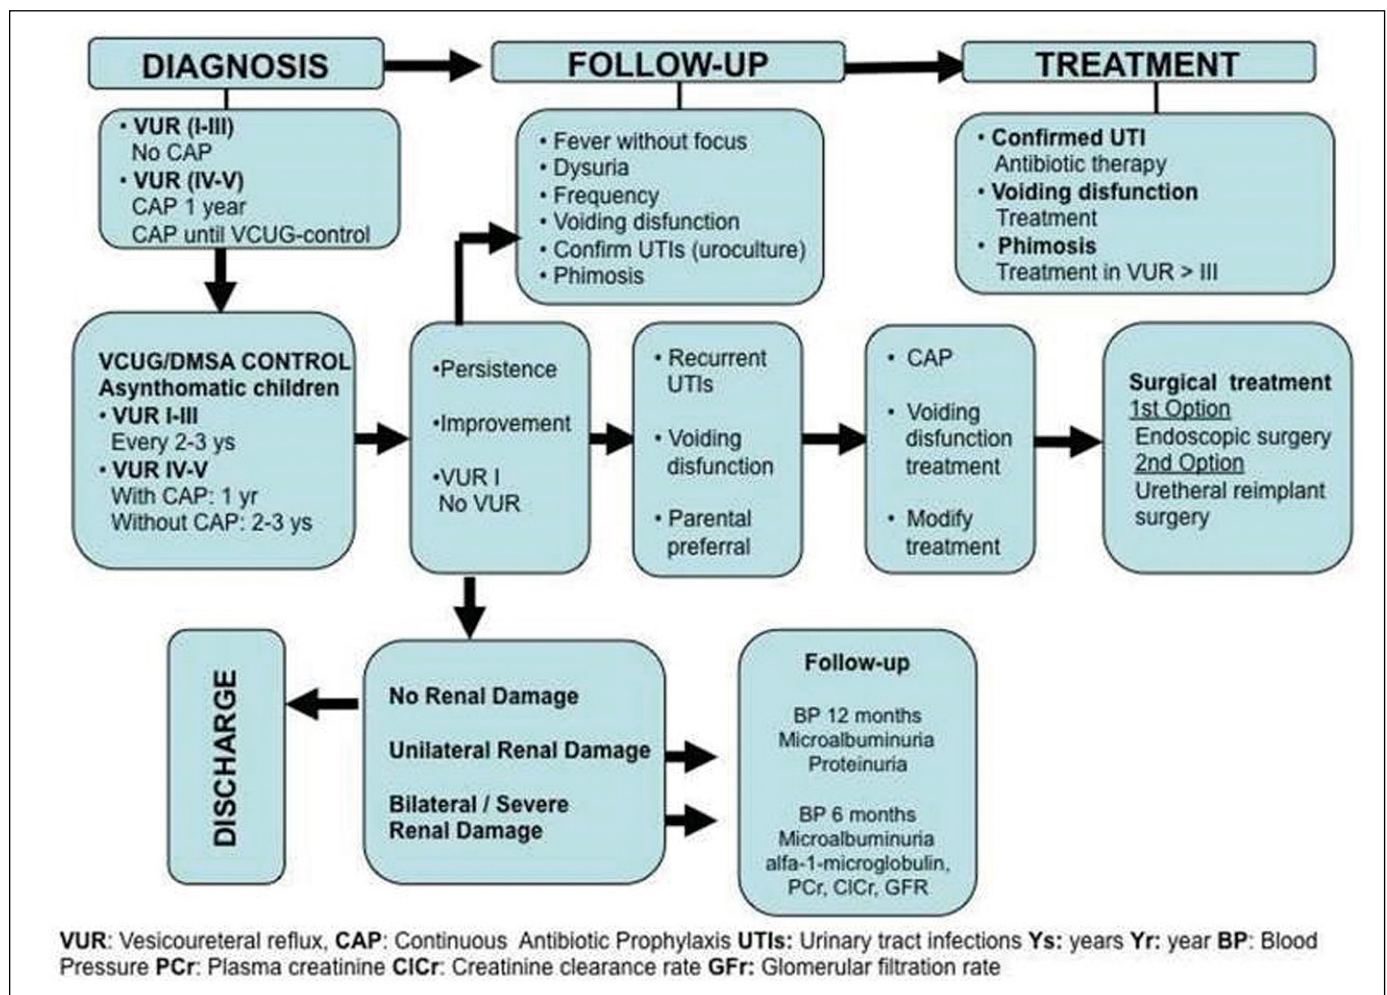 DIAGNOSIS
FOLLOW-UP
TREATMENT
• VUR (I-III)
No CAP
• VUR (IV-V)
CAP 1 year
CAP until VCUG-control
• Fever without focus
• Dysuria
• Frequency
• Voiding disfunction
• Confirm UTIs (uroculture)
• Phimosis
• Confirmed UTI
Antibiotic therapy
• Voiding disfunction
Treatment
• Phimosis
Treatment in VUR > III
VCUG/DMSA CONTROL
Asynthomatic children
• VUR I-III
Every 2-3 ys
• VUR IV-V
With CAP: 1 yr
Without CAP: 2-3 ys
•Persistence
•Improvement
•VUR I
No VUR
• Recurrent
UTIs
• Voiding
disfunction
• Parental
preferral
• CAP
• Voiding
disfunction
treatment
• Modify
treatment
Surgical treatment
1st Option
Endoscopic surgery
2nd Option
Uretheral reimplant
surgery
DISCHARGE
No Renal Damage
Unilateral Renal Damage
Bilateral / Severe
Renal Damage
Follow-up
BP 12 months
Microalbuminuria
Proteinuria
BP 6 months
Microalbuminuria
alfa-1-microglobulin,
PCr, ClCr, GFR
VUR: Vesicoureteral reflux, CAP: Continuous Antibiotic Prophylaxis UTIs: Urinary tract infections Ys: years Yr: year BP: Blood
Pressure PCr: Plasma creatinine ClCr: Creatinine clearance rate GFr: Glomerular filtration rate